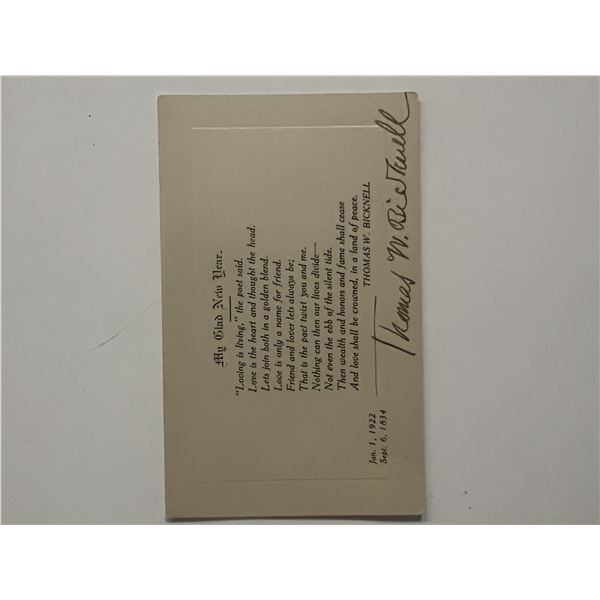 My Glad New Year.
"Loving is living," the poet said.
Love is the heart and thought the head.
Lets join both in a golden blend.
Love is only a name for friend.
Friend and lover lets always be;
That is the pact twixt you and me.
Nothing can then our lives divide—
Not even the ebb of the silent tide.
Then wealth and honors and fame shall cease
And love shall be crowned, in a land of peace.
THOMAS W. BICKNELL
Jan. 1, 1922
Sept. 6, 1834
Thomas W. Bicknell